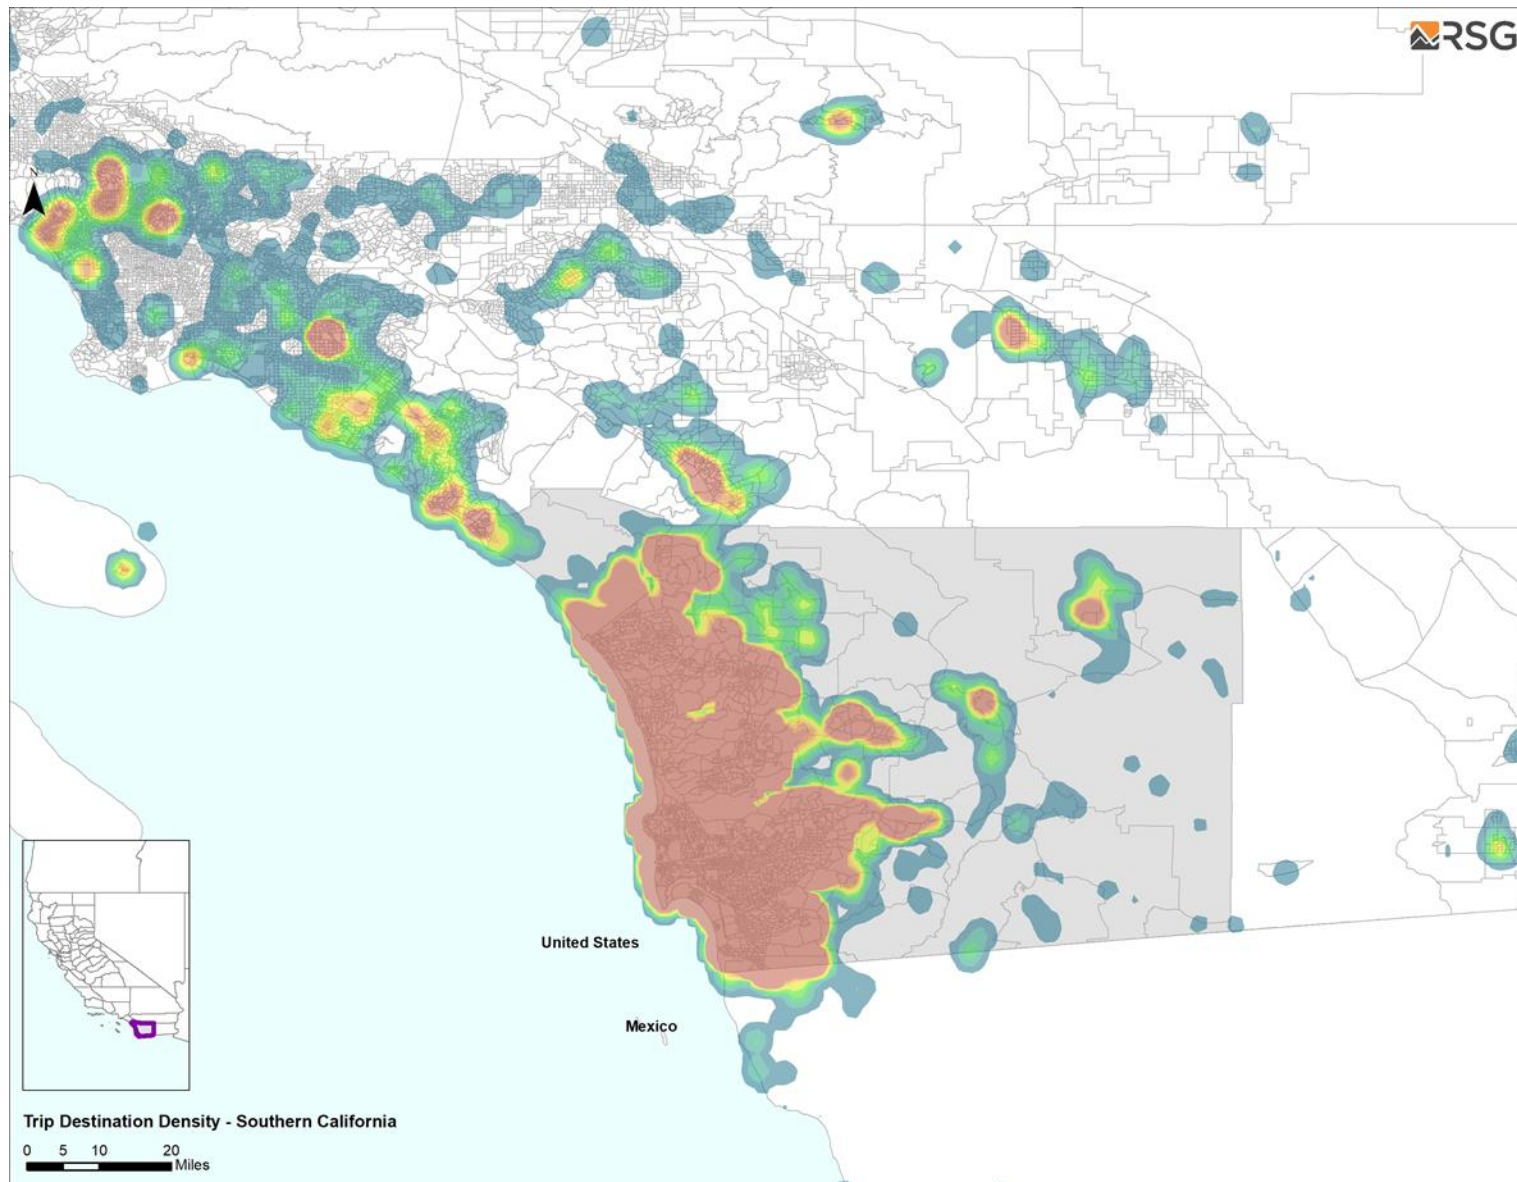 RSG
N
United States
Mexico
Trip Destination Density - Southern California
0 5 10 20
Miles